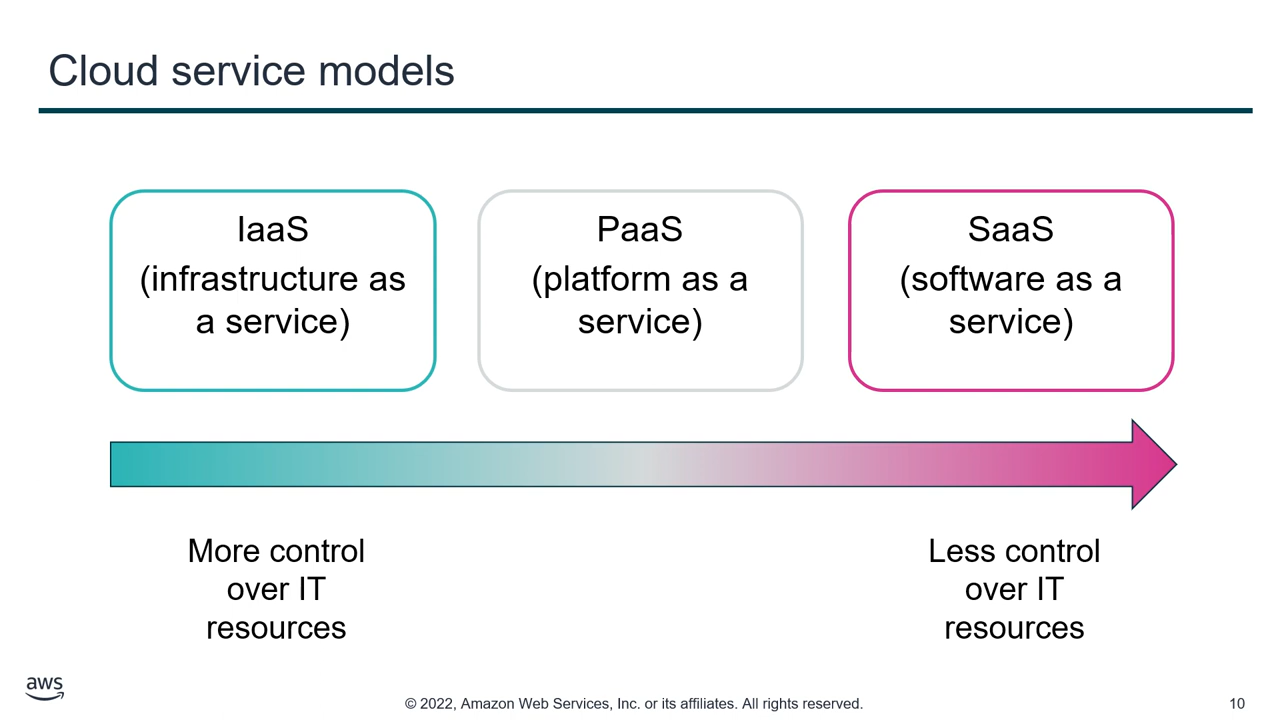 Cloud service models
IaaS
(infrastructure as
a service)
PaaS
(platform as a
service)
SaaS
(software as a
service)
More control
over IT
resources
Less control
over IT
resources
aws
© 2022, Amazon Web Services, Inc. or its affiliates. All rights reserved.
10